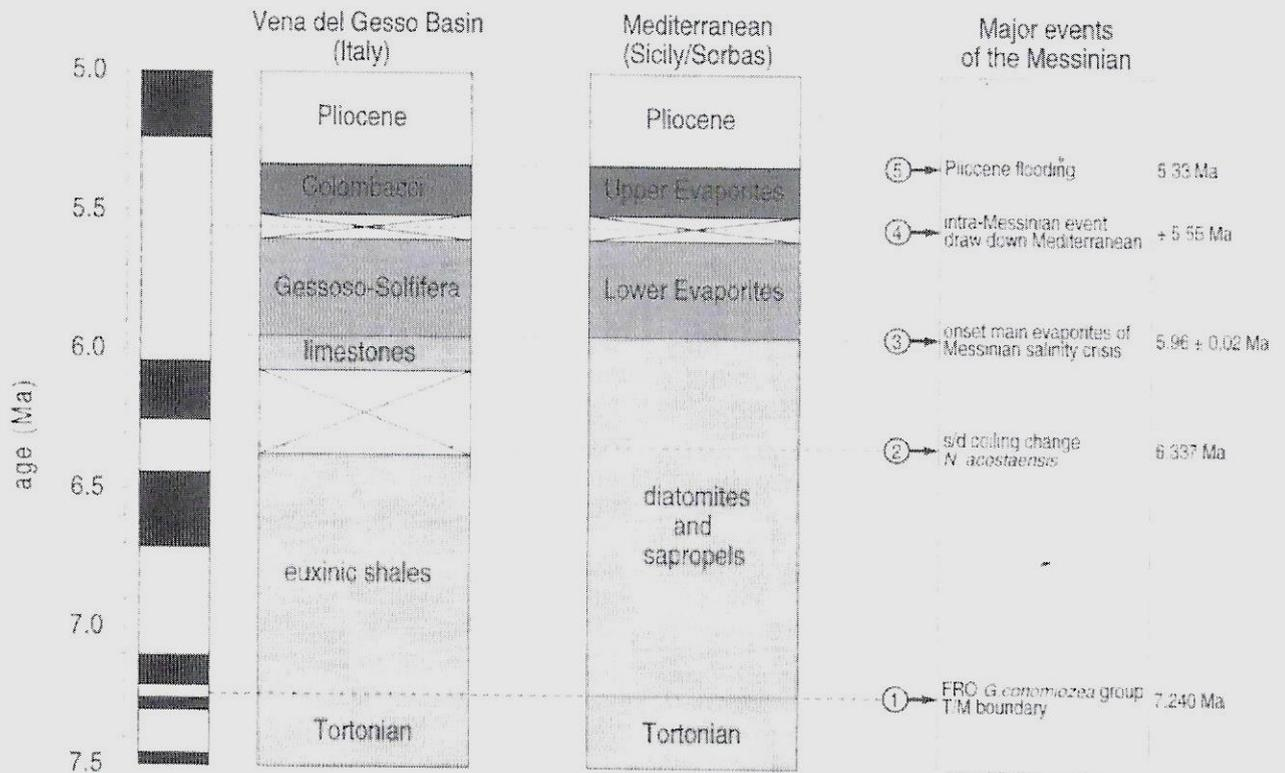 Vena del Gesso Basin
(Italy)
Mediterranean
(Sicily/Sorbas)
Major events
of the Messinian
age (Ma)
5.0
5.5
6.0
6.5
7.0
7.5
Pliocene
Colombacci
Gessoso-Solfifera
limestones
euxinic shales
Tortonian
Pliocene
Upper Evaporites
Lower Evaporites
diatomites
and
sapropels
Tortonian
5 Pliocene flooding 5.33 Ma
4 intra-Messinian event
draw down Mediterranean ± 5.55 Ma
3 onset main evaporites of
Messinian salinity crisis 5.96 ± 0.02 Ma
2 s/d coiling change
N. acostaensis 6.337 Ma
1 FRO G conomiozea group
T/M boundary 7.240 Ma